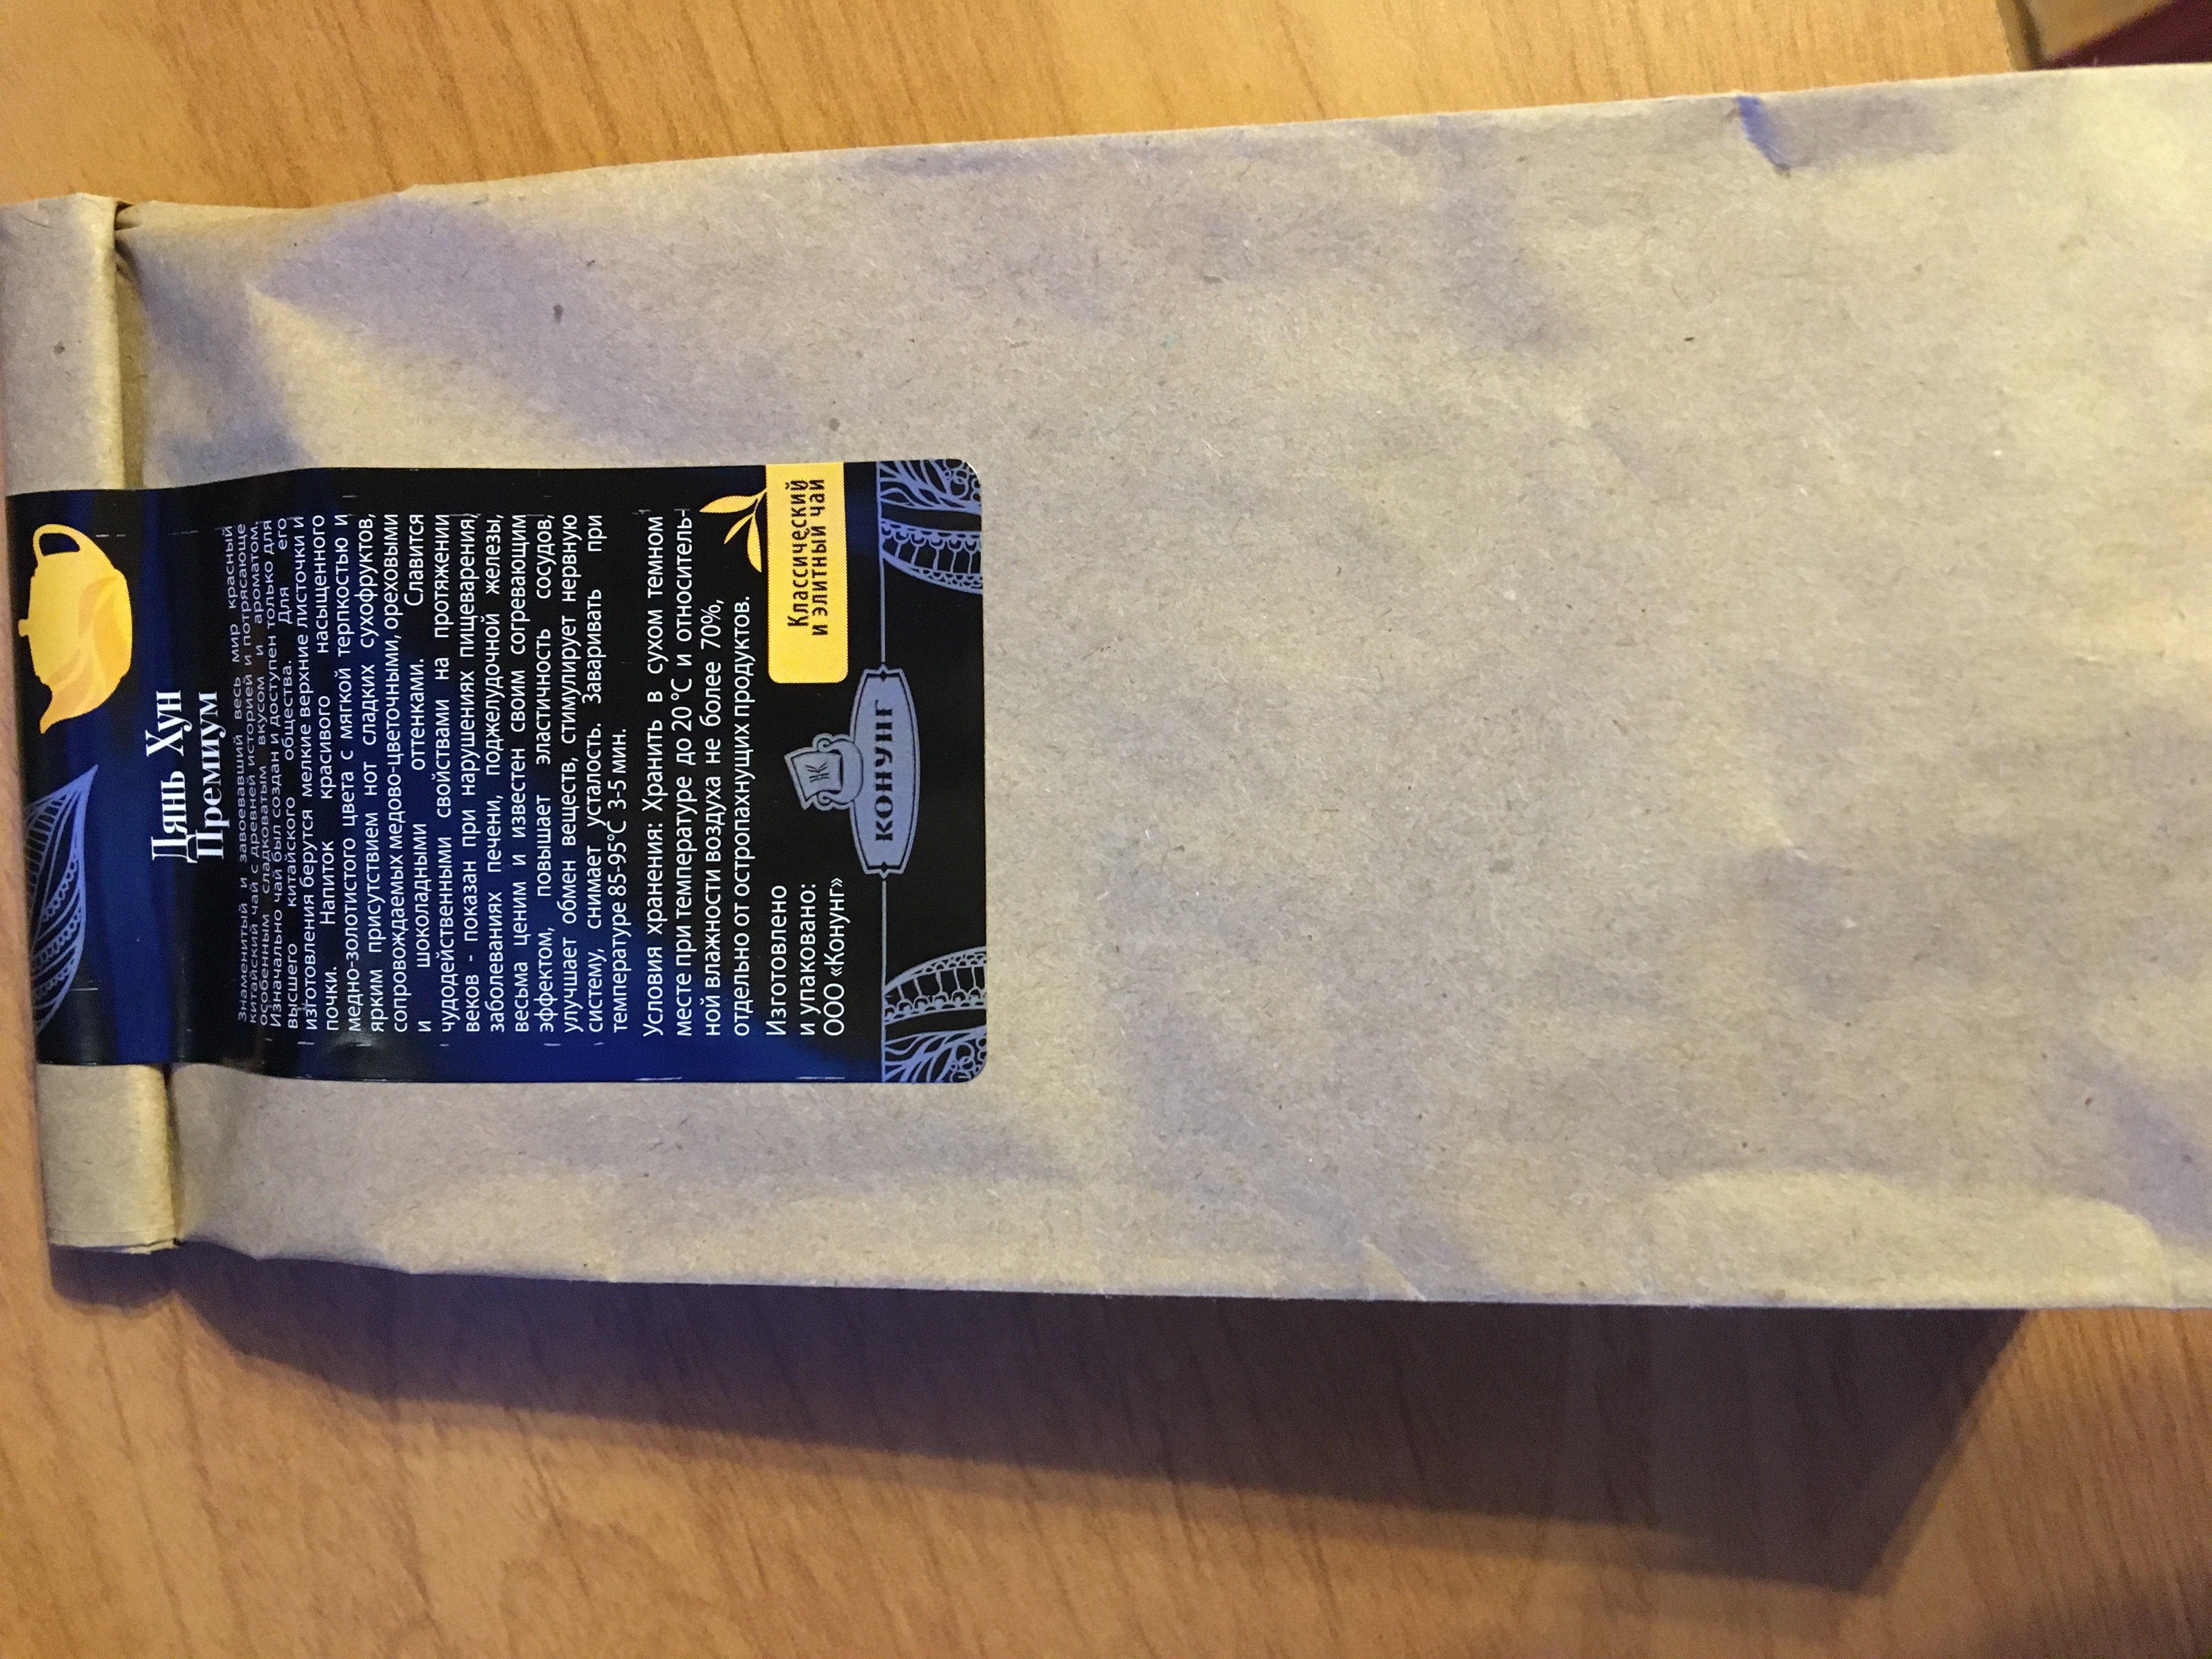 Дянь Хун
Премиум
Знаменитый и завоевавший весь мир красный
китайский чай с древней историей и потрясающе
особенным сладковатым вкусом и ароматом.
Изначально чай был создан и доступен только для
высшего китайского общества. Для его
изготовления берутся мелкие верхние листочки и
почки. Напиток красивого насыщенного
медно-золотистого цвета с мягкой терпкостью и
ярким присутствием нот сладких сухофруктов,
сопровождаемых медово-цветочными, ореховыми
и шоколадными оттенками. Славится
чудодейственными свойствами на протяжении
веков - показан при нарушениях пищеварения,
заболеваниях печени, поджелудочной железы,
весьма ценим и известен своим согревающим
эффектом, повышает эластичность сосудов,
улучшает обмен веществ, стимулирует нервную
систему, снимает усталость. Заваривать при
температуре 85-95°С 3-5 мин.
Условия хранения: Хранить в сухом темном
месте при температуре до 20 °С и относитель-
ной влажности воздуха не более 70%,
отдельно от остропахнущих продуктов.
Изготовлено
и упаковано:
ООО «Конунг»
Классический
и элитный чай
Ж
КОНУНГ